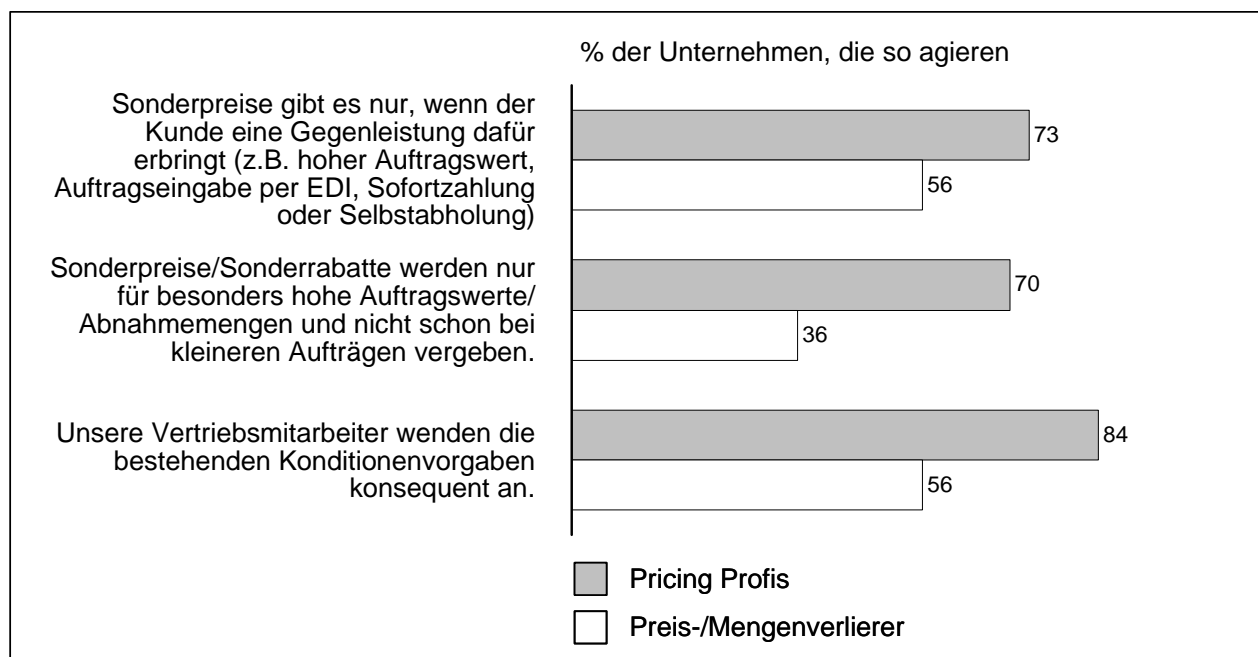 % der Unternehmen, die so agieren
Sonderpreise gibt es nur, wenn der
Kunde eine Gegenleistung dafür
erbringt (z.B. hoher Auftragswert,
Auftragseingabe per EDI, Sofortzahlung
oder Selbstabholung)
73
56
Sonderpreise/Sonderrabatte werden nur
für besonders hohe Auftragswerte/
Abnahmemengen und nicht schon bei
kleineren Aufträgen vergeben.
70
36
Unsere Vertriebsmitarbeiter wenden die
bestehenden Konditionenvorgaben
konsequent an.
84
56
Pricing Profis
Preis-/Mengenverlierer